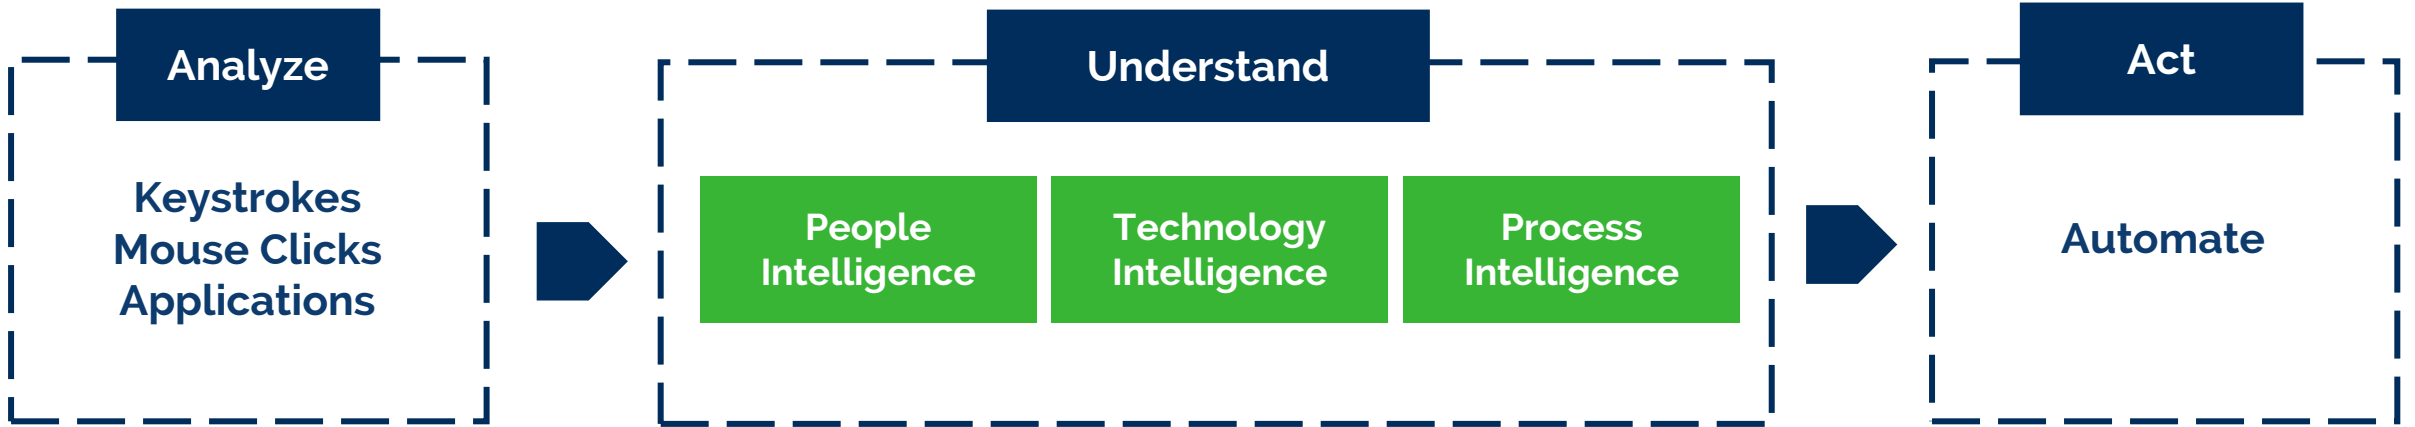 Analyze
Keystrokes
Mouse Clicks
Applications
Understand
People
Intelligence
Technology
Intelligence
Process
Intelligence
Act
Automate